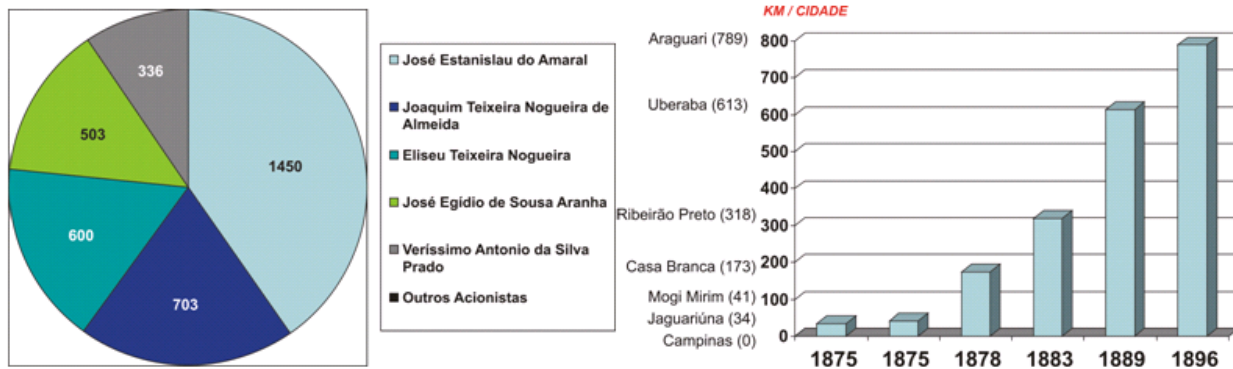 336
503
1450
600
703
José Estanislau do Amaral
Joaquim Teixeira Nogueira de
Almeida
Eliseu Teixeira Nogueira
José Egídio de Sousa Aranha
Veríssimo Antonio da Silva
Prado
Outros Acionistas
KM / CIDADE
Araguari (789)
Uberaba (613)
Ribeirão Preto (318)
Casa Branca (173)
Mogi Mirim (41)
Jaguariúna (34)
Campinas (0)
800
700
600
500
400
300
200
100
0
1875 1875 1878 1883 1889 1896